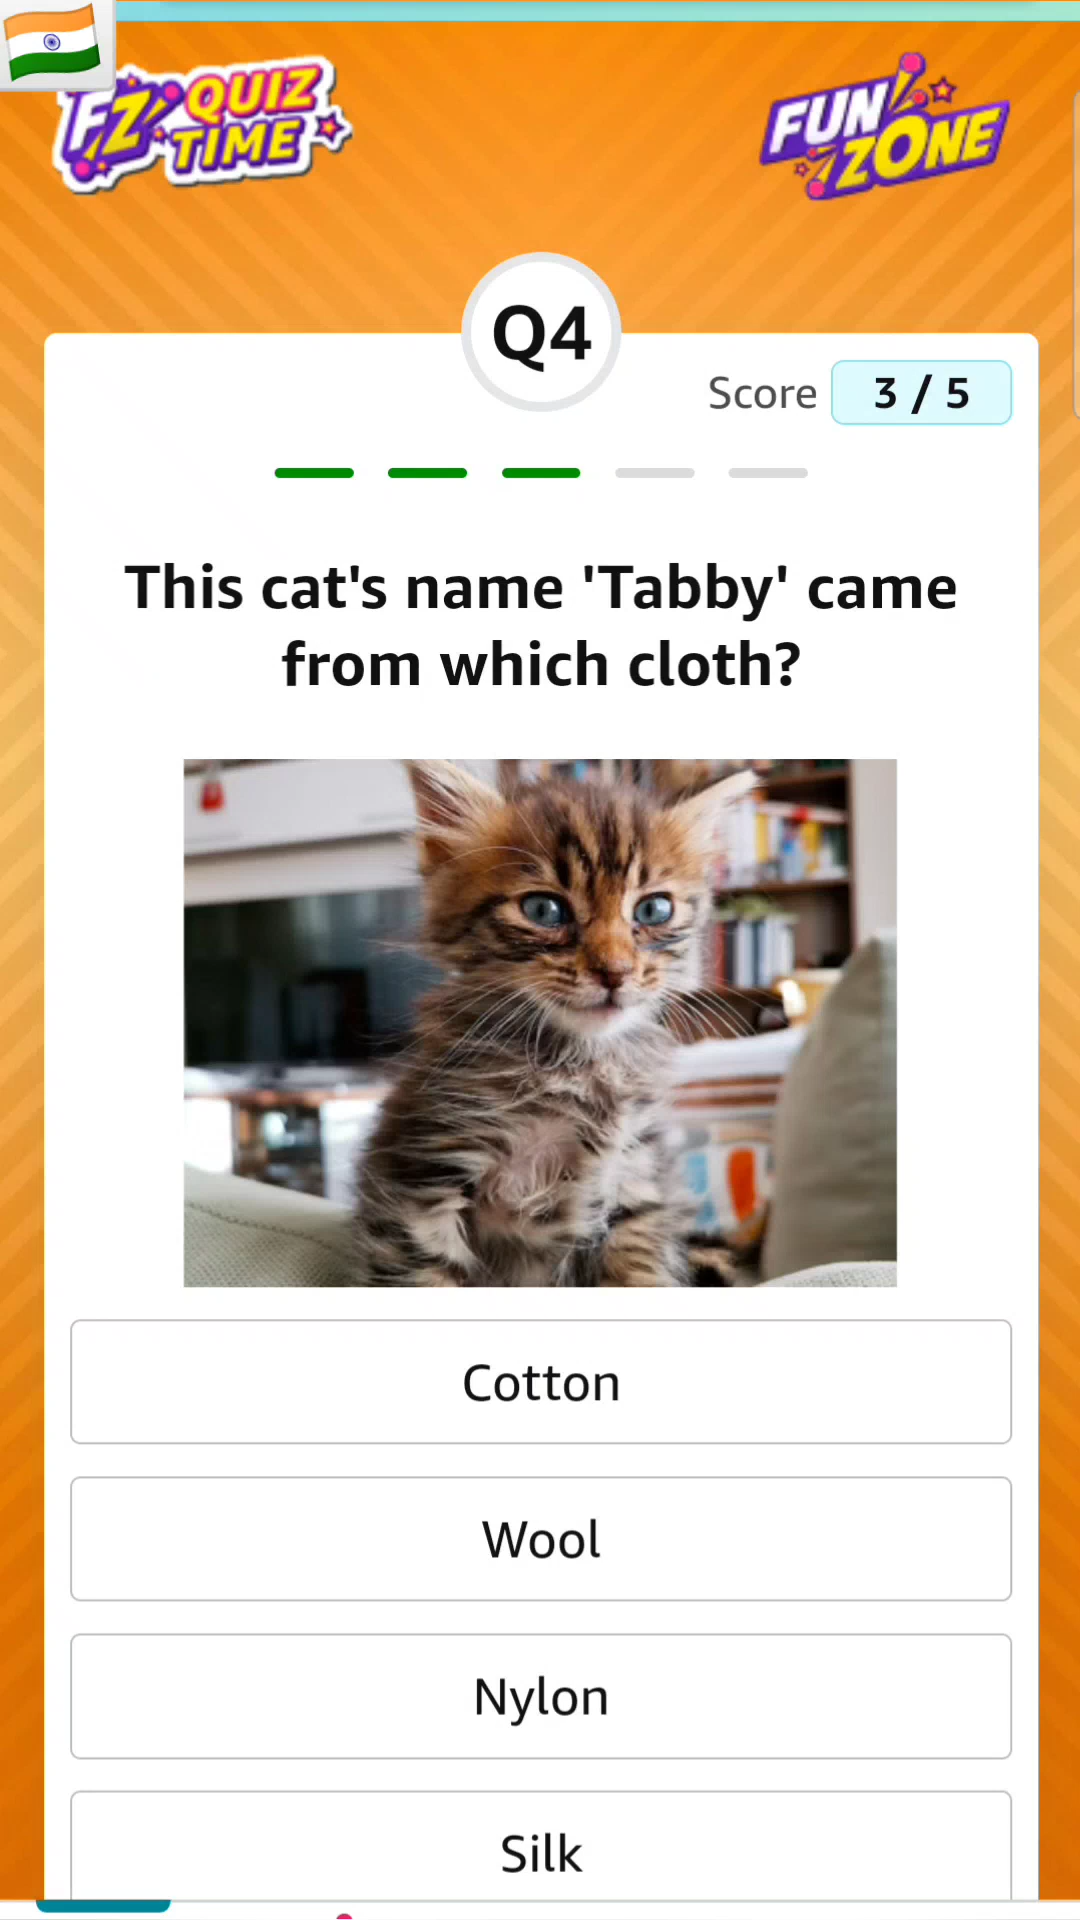 FZ QUIZ
TIME
FUN
ZONE
Q4
Score 3 / 5
This cat's name 'Tabby' came
from which cloth?
Cotton
Wool
Nylon
Silk